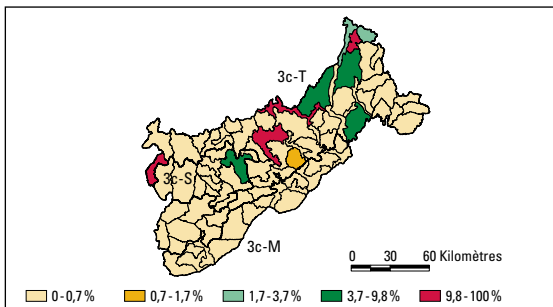 3c-T
3c-S
3c-M
0 30 60 Kilomètres
0 - 0,7 % 0,7 - 1,7 % 1,7 - 3,7 % 3,7 - 9,8 % 9,8 - 100 %